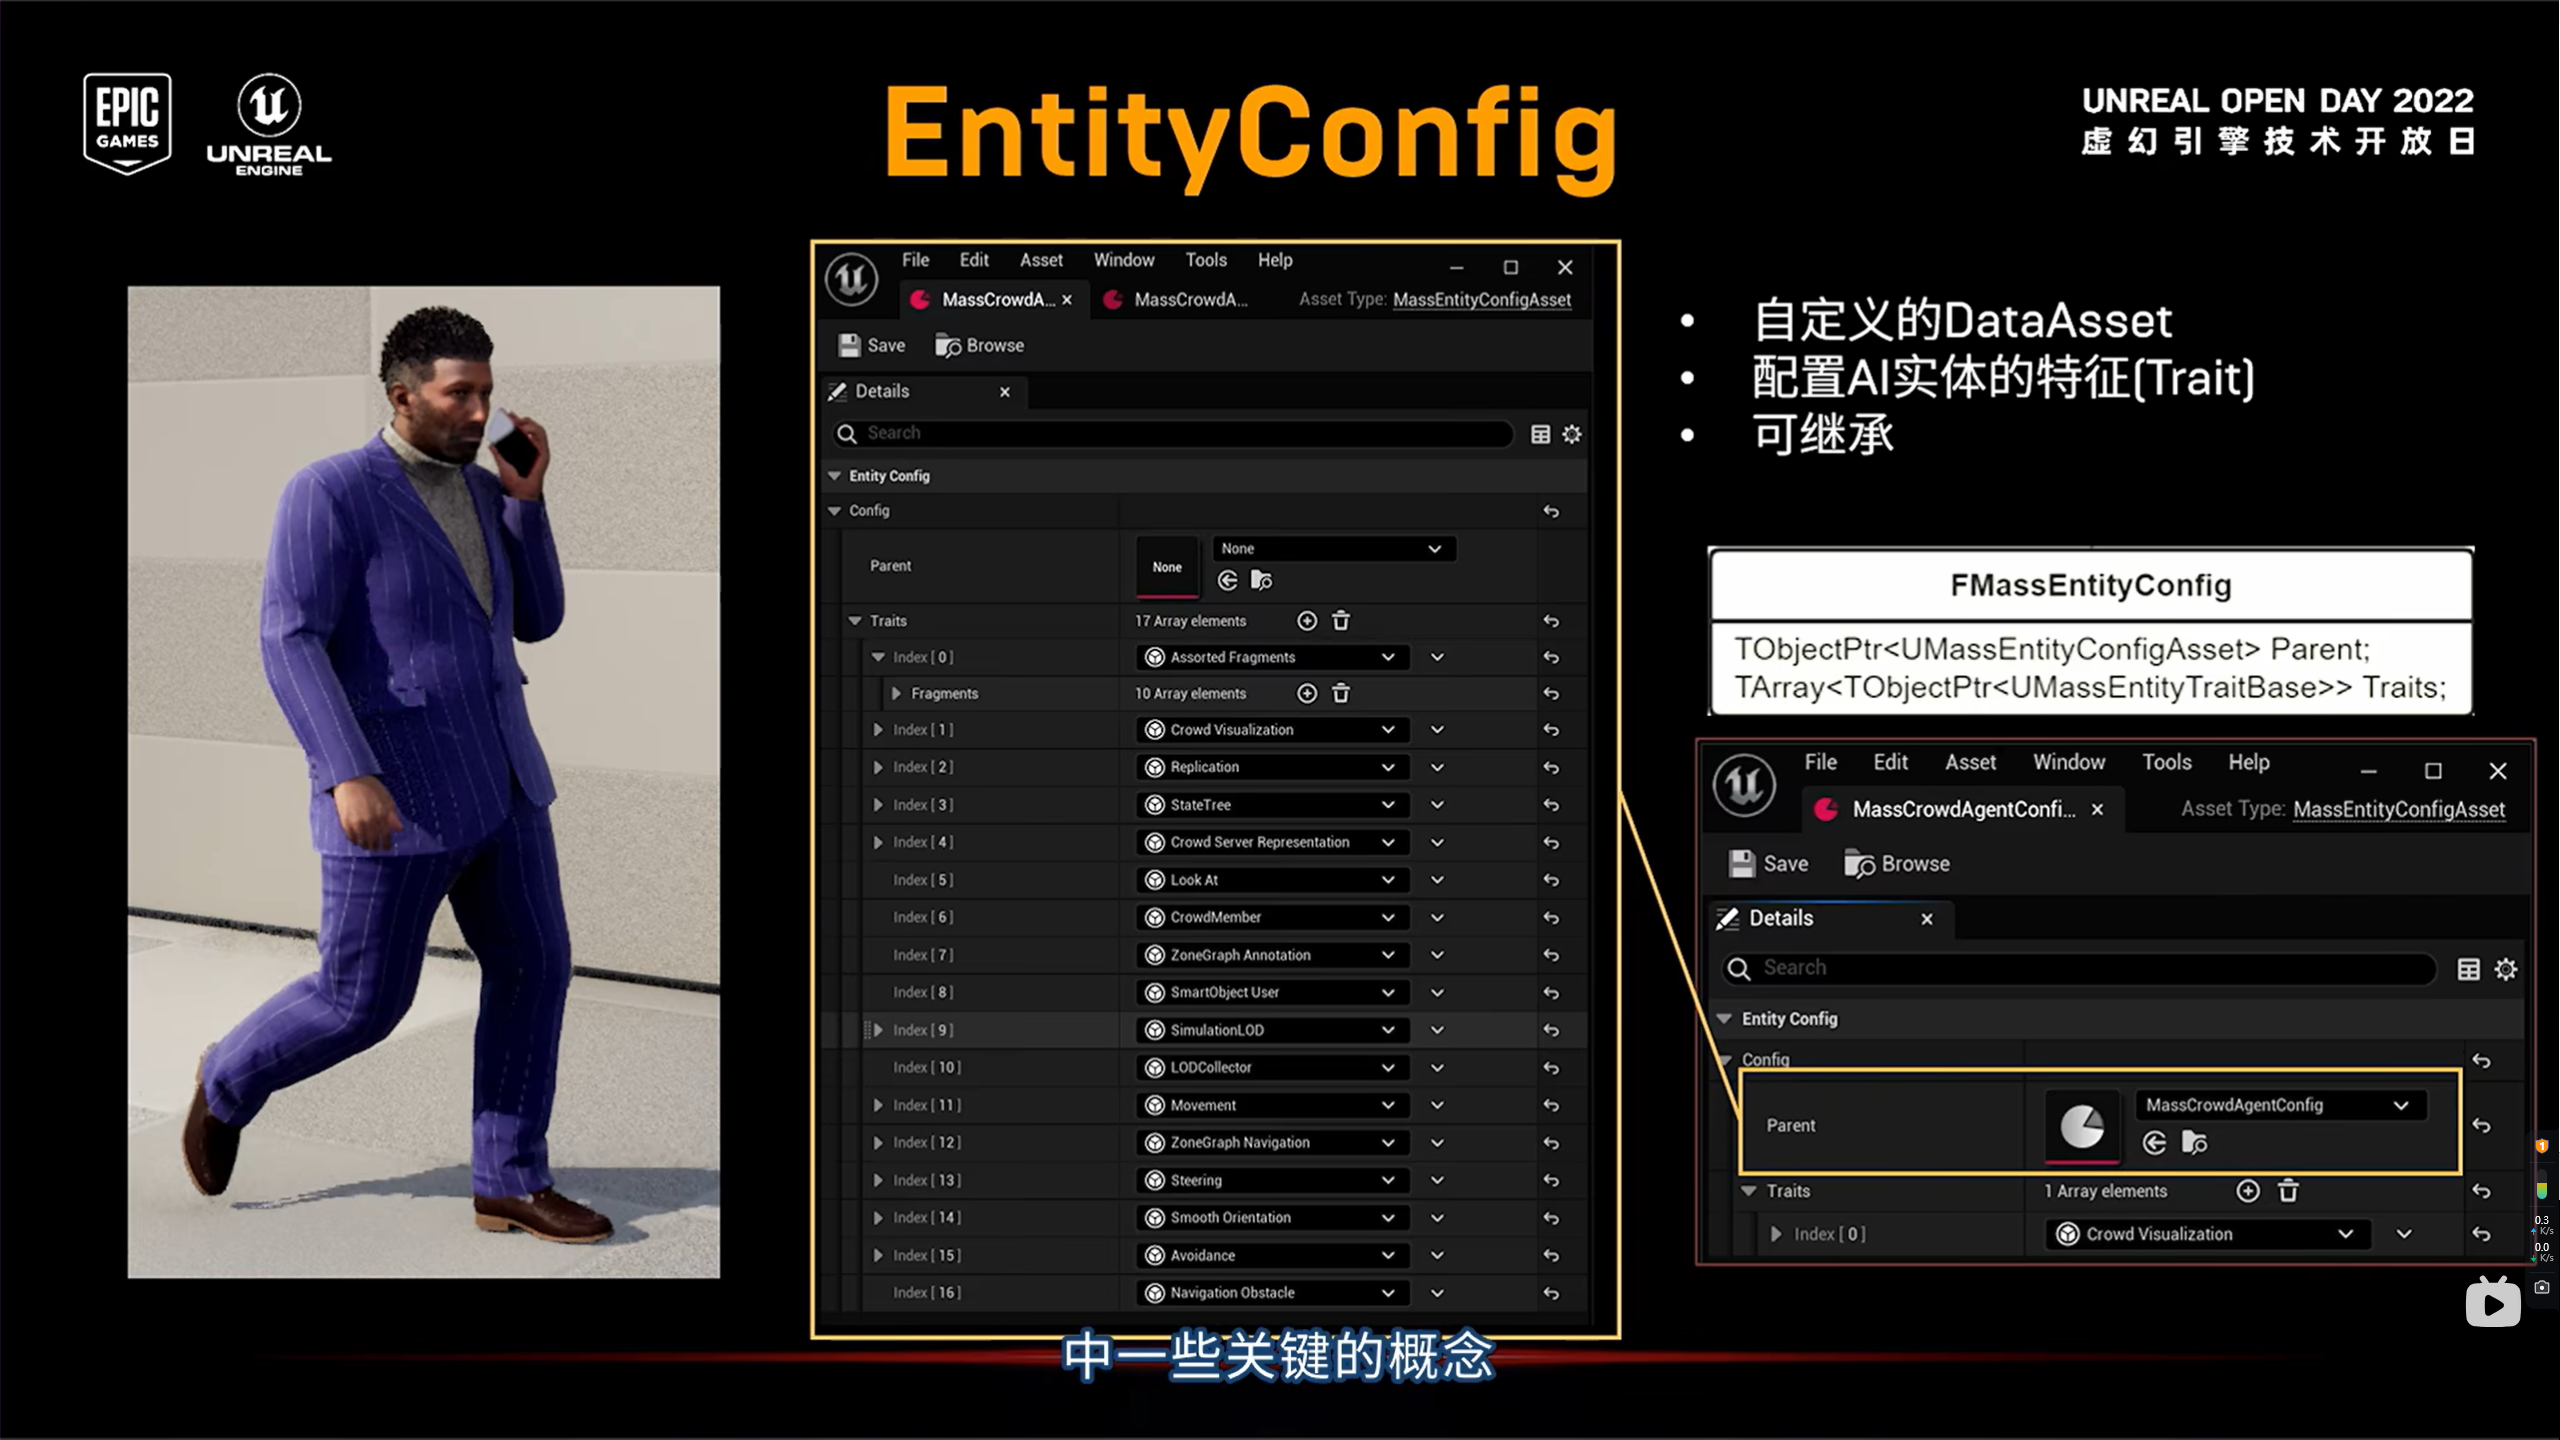 EPIC
GAMES
UNREAL
ENGINE
EntityConfig
UNREAL OPEN DAY 2022
虚幻引擎技术开放日
File Edit Asset Window Tools Help
MassCrowdA... MassCrowdA... Asset Type: MassEntityConfigAsset
Save Browse
Details
Search
Entity Config
Config
Parent None None
Traits 17 Array elements
Index [ 0 ] Assorted Fragments
Fragments 10 Array elements
Index [ 1 ] Crowd Visualization
Index [ 2 ] Replication
Index [ 3 ] StateTree
Index [ 4 ] Crowd Server Representation
Index [ 5 ] Look At
Index [ 6 ] CrowdMember
Index [ 7 ] ZoneGraph Annotation
Index [ 8 ] SmartObject User
Index [ 9 ] SimulationLOD
Index [ 10 ] LODCollector
Index [ 11 ] Movement
Index [ 12 ] ZoneGraph Navigation
Index [ 13 ] Steering
Index [ 14 ] Smooth Orientation
Index [ 15 ] Avoidance
Index [ 16 ] Navigation Obstacle
• 自定义的DataAsset
• 配置AI实体的特征(Trait)
• 可继承
FMassEntityConfig
TObjectPtr<UMassEntityConfigAsset> Parent;
TArray<TObjectPtr<UMassEntityTraitBase>> Traits;
File Edit Asset Window Tools Help
MassCrowdAgentConfi... Asset Type: MassEntityConfigAsset
Save Browse
Details
Search
Entity Config
Config
Parent MassCrowdAgentConfig
Traits 1 Array elements
Index [ 0 ] Crowd Visualization
1
0.3
K/s
0.0
K/s
中一些关键的概念